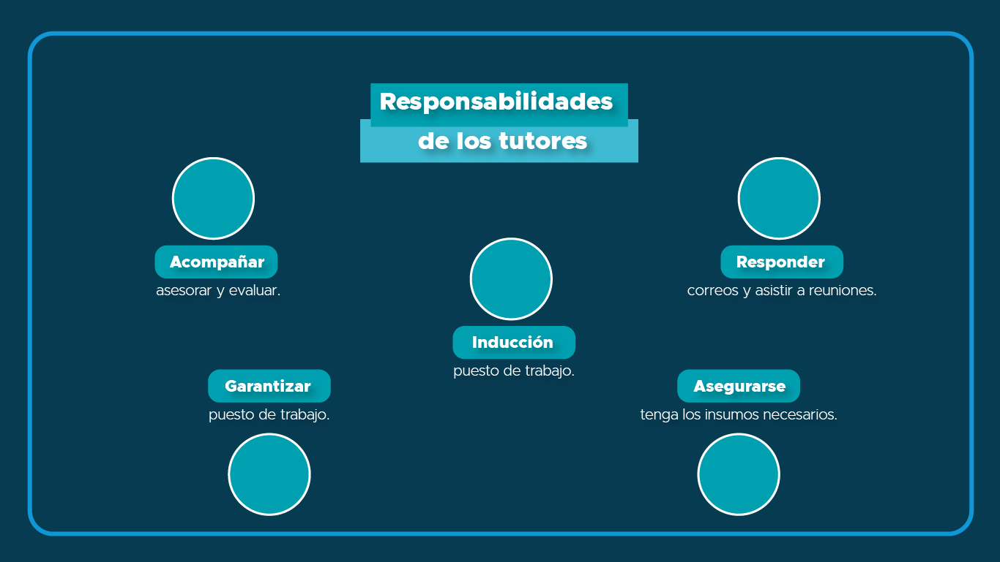 Responsabilidades
de los tutores
Acompañar
asesorar y evaluar.
Responder
correos y asistir a reuniones.
Inducción
puesto de trabajo.
Garantizar
puesto de trabajo.
Asegurarse
tenga los insumos necesarios.